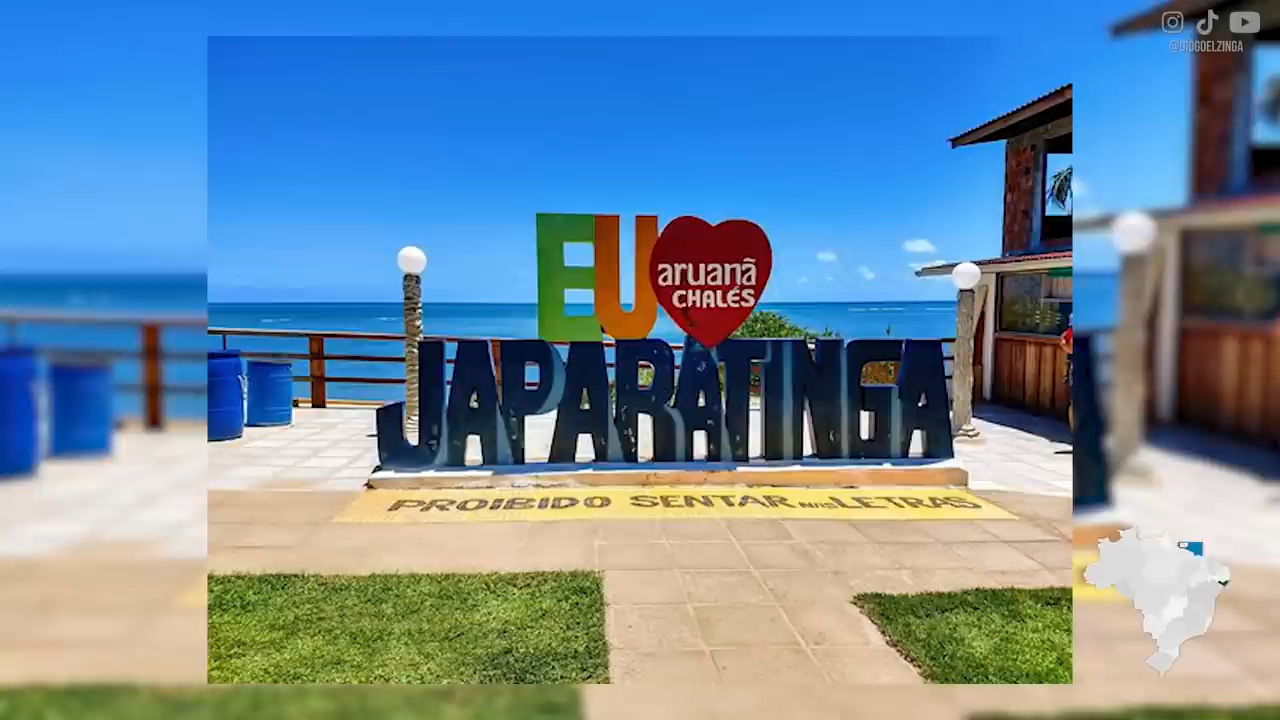 @DIOGOELZINGA
EU
aruanã
CHALÉS
JAPARATINGA
PROIBIDO SENTAR nas LETRAS